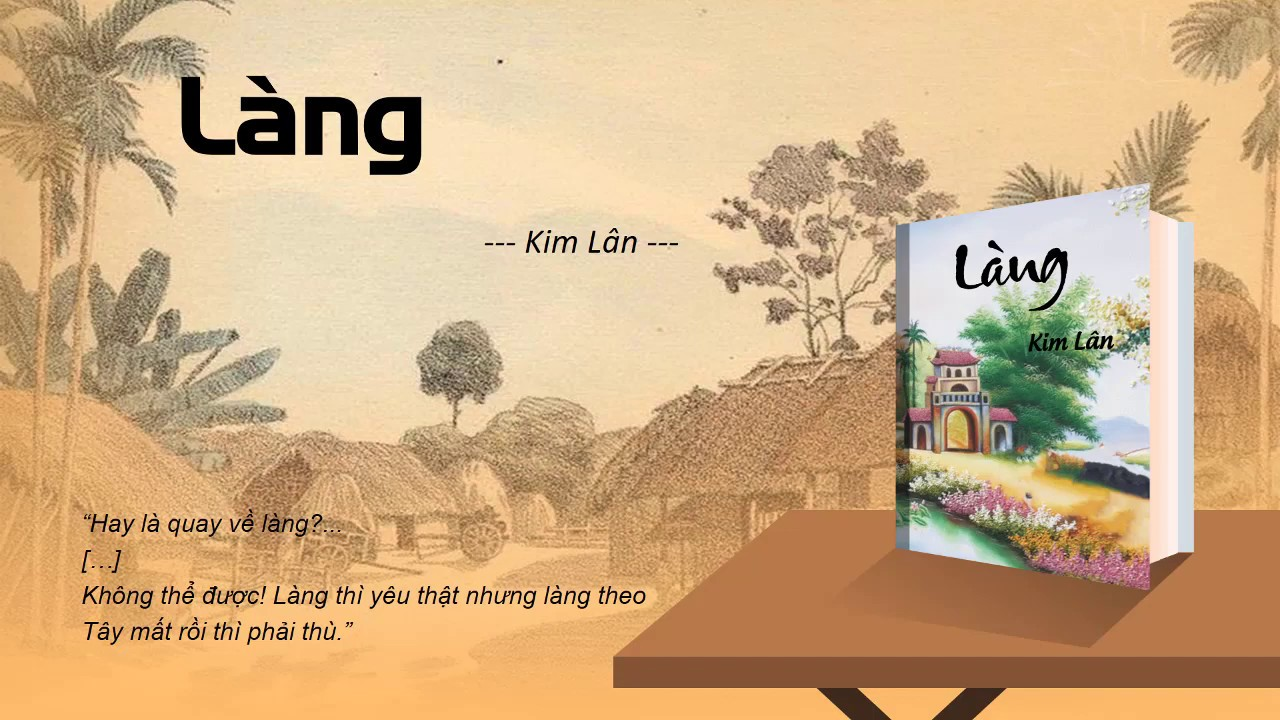 Làng
--- Kim Lân ---
Làng
Kim Lân
“Hay là quay về làng?...
[…]
Không thể được! Làng thì yêu thật nhưng làng theo
Tây mất rồi thì phải thù.”